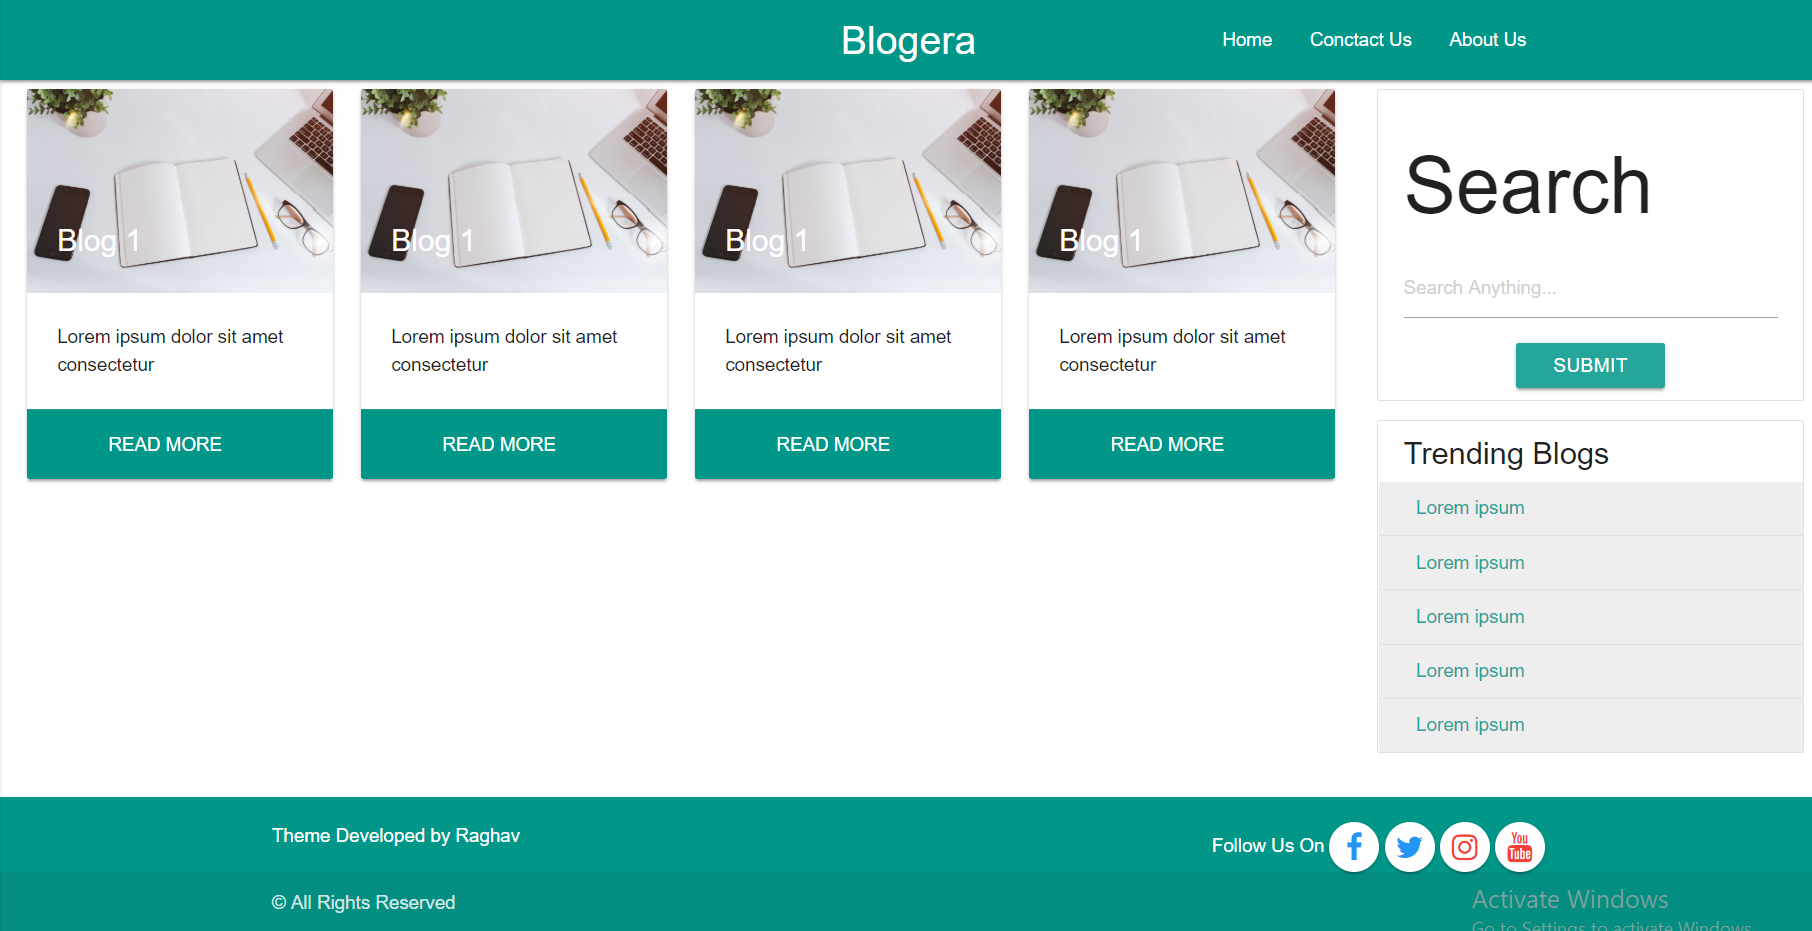 Blogera
Home
Conctact Us
About Us
Blog 1
Lorem ipsum dolor sit amet
consectetur
READ MORE
Blog 1
Lorem ipsum dolor sit amet
consectetur
READ MORE
Blog 1
Lorem ipsum dolor sit amet
consectetur
READ MORE
Blog 1
Lorem ipsum dolor sit amet
consectetur
READ MORE
Search
Search Anything...
SUBMIT
Trending Blogs
Lorem ipsum
Lorem ipsum
Lorem ipsum
Lorem ipsum
Lorem ipsum
Theme Developed by Raghav
Follow Us On
You
Tube
© All Rights Reserved
Activate Windows
Go to Settings to activate Windows.